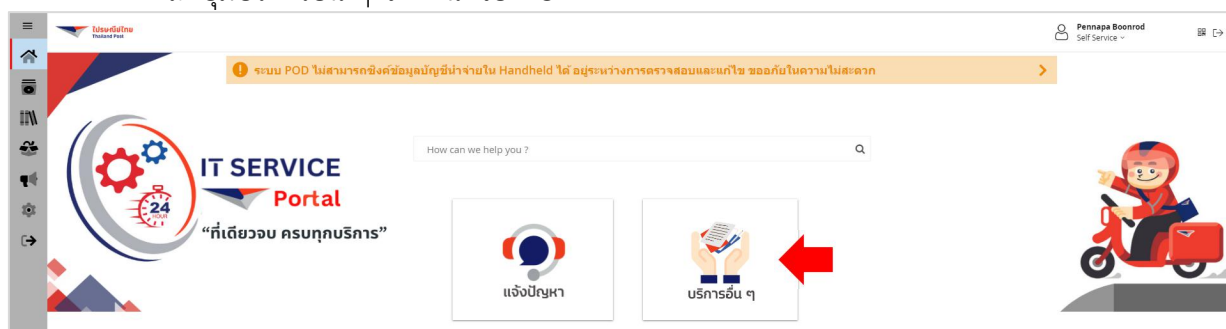 ไปรษณีย์ไทย
Thailand Post
Pennapa Boonrod
Self Service
ระบบ POD ไม่สามารถซิงค์ข้อมูลบัญชีนำจ่ายใน Handheld ได้ อยู่ระหว่างการตรวจสอบและแก้ไข ขออภัยในความไม่สะดวก
How can we help you ?
IT SERVICE
Portal
24
HOUR
“ที่เดียวจบ ครบทุกบริการ”
แจ้งปัญหา
บริการอื่น ๆ